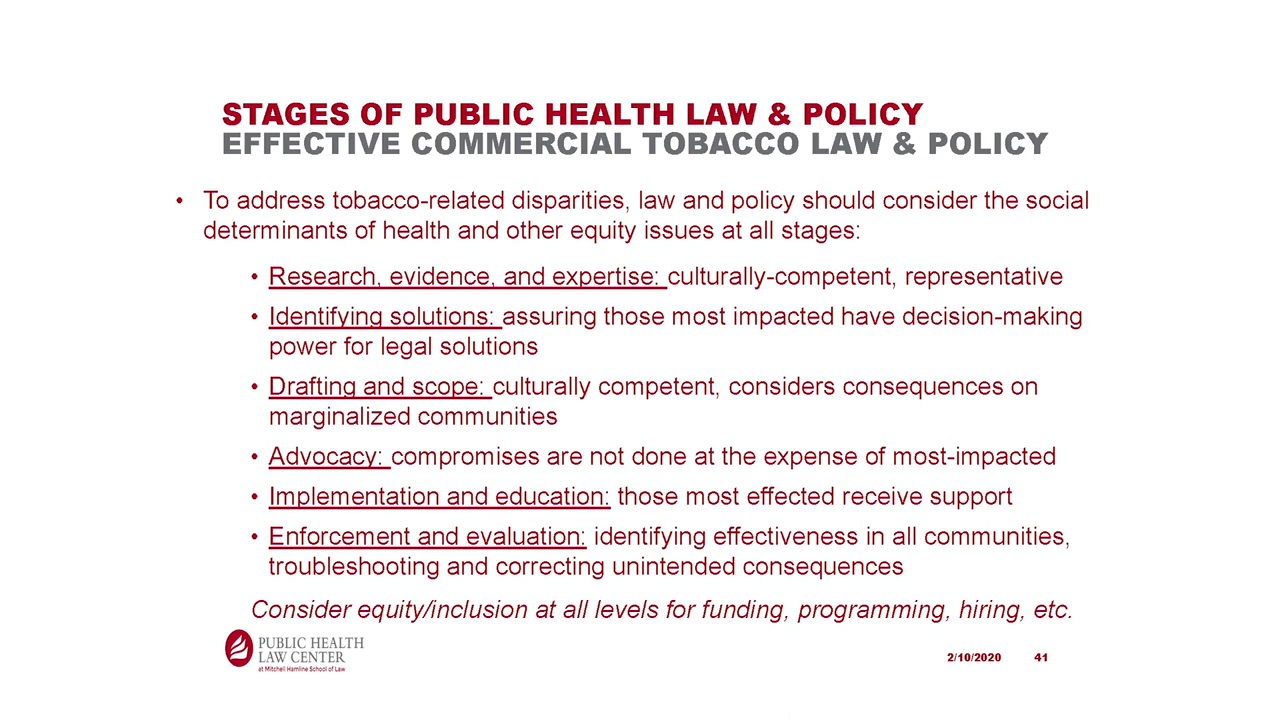 STAGES OF PUBLIC HEALTH LAW & POLICY
EFFECTIVE COMMERCIAL TOBACCO LAW & POLICY
• To address tobacco-related disparities, law and policy should consider the social
determinants of health and other equity issues at all stages:
• Research, evidence, and expertise: culturally-competent, representative
• Identifying solutions: assuring those most impacted have decision-making
power for legal solutions
• Drafting and scope: culturally competent, considers consequences on
marginalized communities
• Advocacy: compromises are not done at the expense of most-impacted
• Implementation and education: those most effected receive support
• Enforcement and evaluation: identifying effectiveness in all communities,
troubleshooting and correcting unintended consequences
Consider equity/inclusion at all levels for funding, programming, hiring, etc.
PUBLIC HEALTH
LAW CENTER
at Mitchell Hamline School of Law
2/10/2020 41